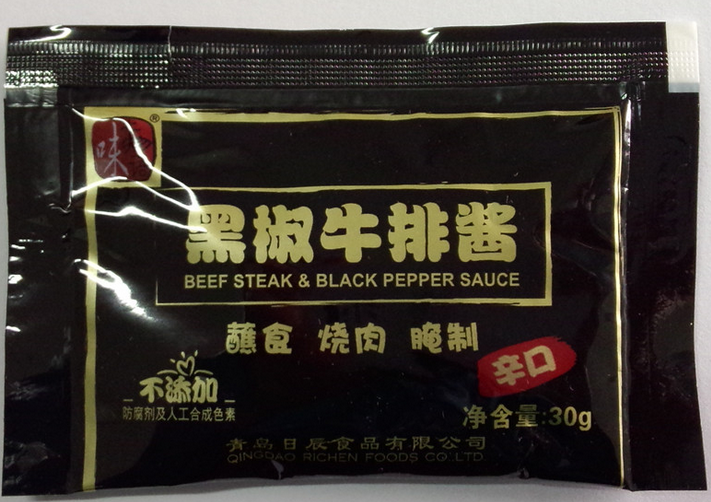 味
®
黑椒牛排酱
BEEF STEAK & BLACK PEPPER SAUCE
蘸食 烧肉 腌制
辛口
不添加
防腐剂及人工合成色素
净含量:30g
青岛日辰食品有限公司
QINGDAO RICHEN FOODS CO.,LTD.